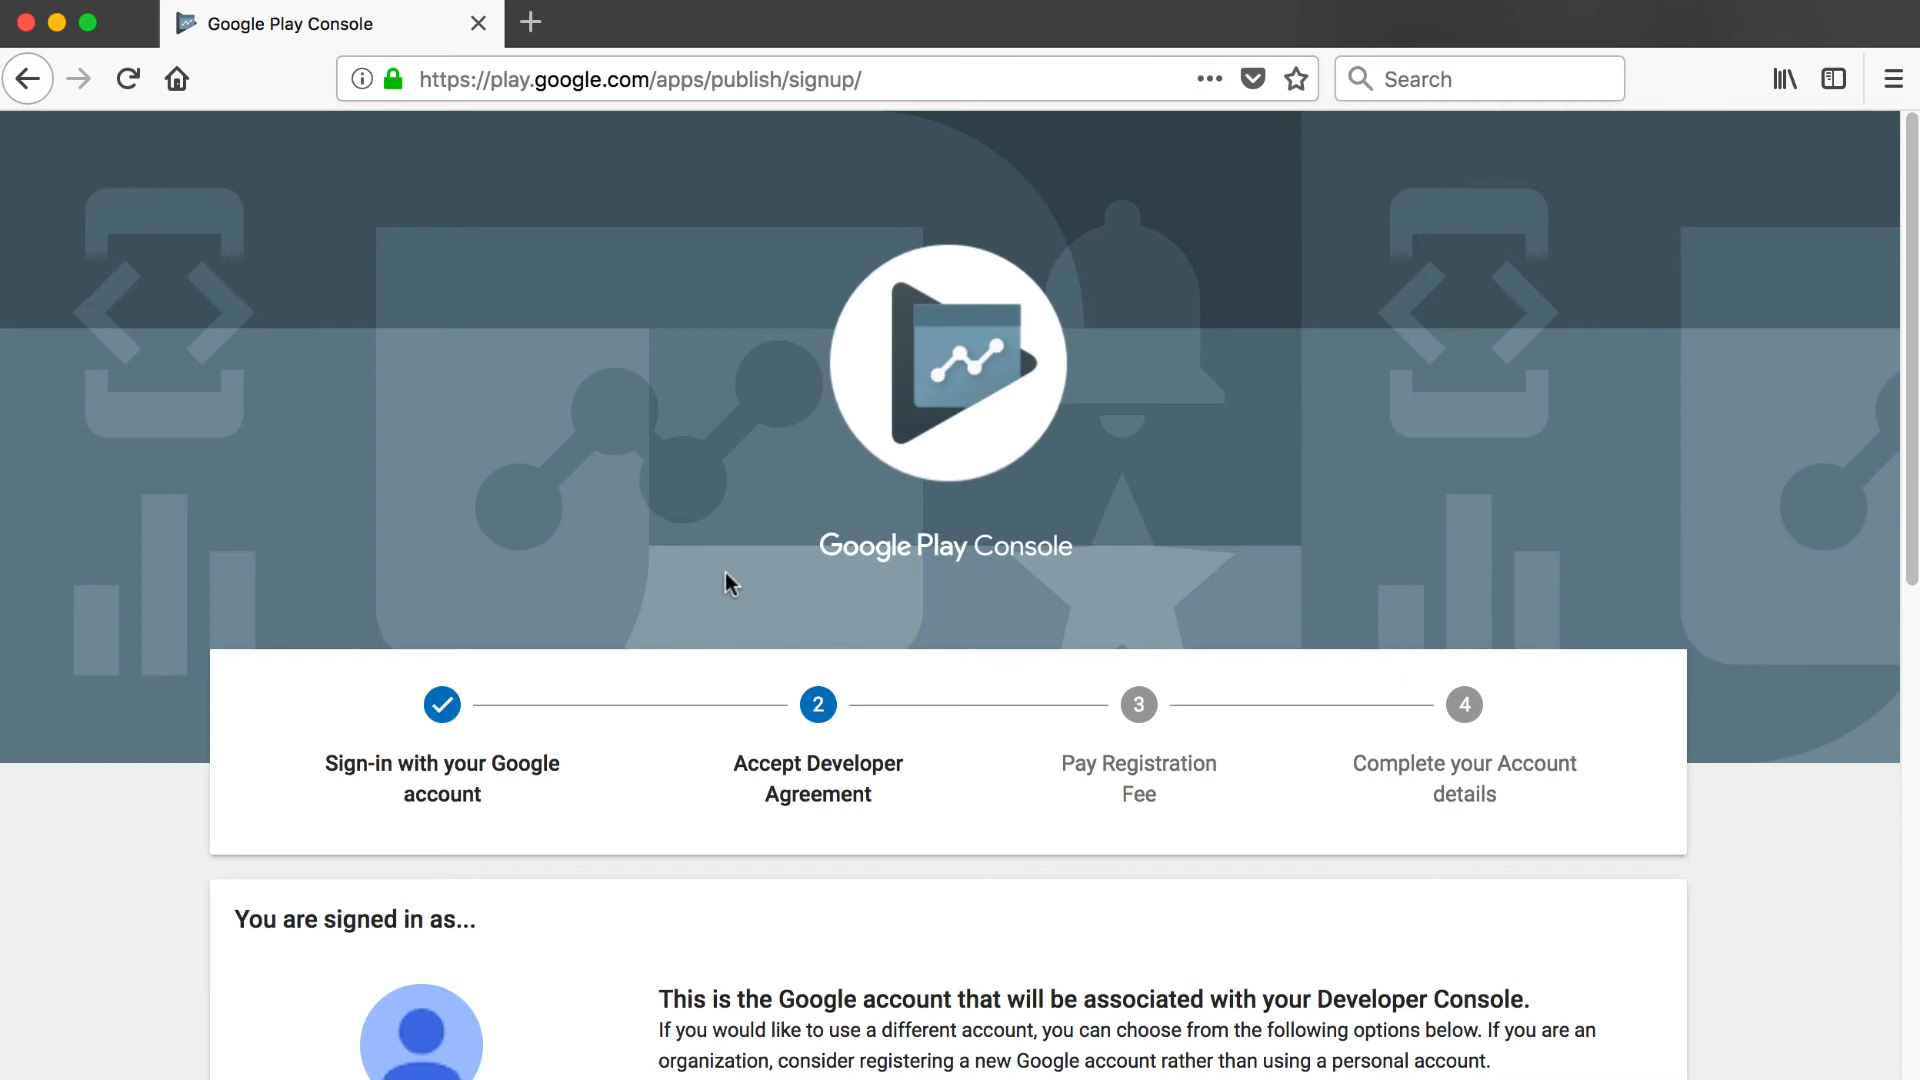 Google Play Console
https://play.google.com/apps/publish/signup/
Search
Google Play Console
2
3
4
Sign-in with your Google
account
Accept Developer
Agreement
Pay Registration
Fee
Complete your Account
details
You are signed in as...
This is the Google account that will be associated with your Developer Console.
If you would like to use a different account, you can choose from the following options below. If you are an
organization, consider registering a new Google account rather than using a personal account.